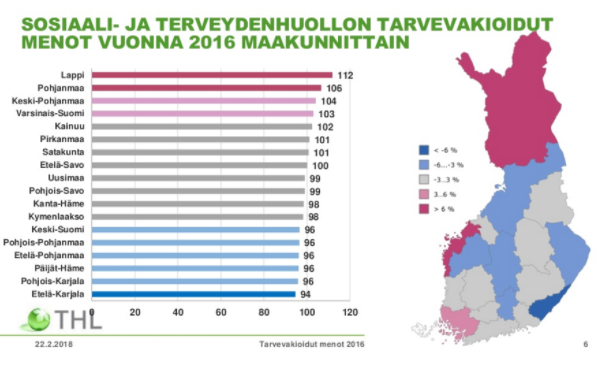 SOSIAALI- JA TERVEYDENHUOLLON TARVEVAKIOIDUT
MENOT VUONNA 2016 MAAKUNNITTAIN
Lappi 112
Pohjanmaa 106
Keski-Pohjanmaa 104
Varsinais-Suomi 103
Kainuu 102
Pirkanmaa 101
Satakunta 101
Etelä-Savo 100
Uusimaa 99
Pohjois-Savo 99
Kanta-Häme 98
Kymenlaakso 98
Keski-Suomi 96
Pohjois-Pohjanmaa 96
Etelä-Pohjanmaa 96
Päijät-Häme 96
Pohjois-Karjala 96
Etelä-Karjala 94
0 20 40 60 80 100 120
< -6 %
-6...-3 %
-3..3 %
3..6 %
> 6 %
THL
22.2.2018
Tarvevakioidut menot 2016
6